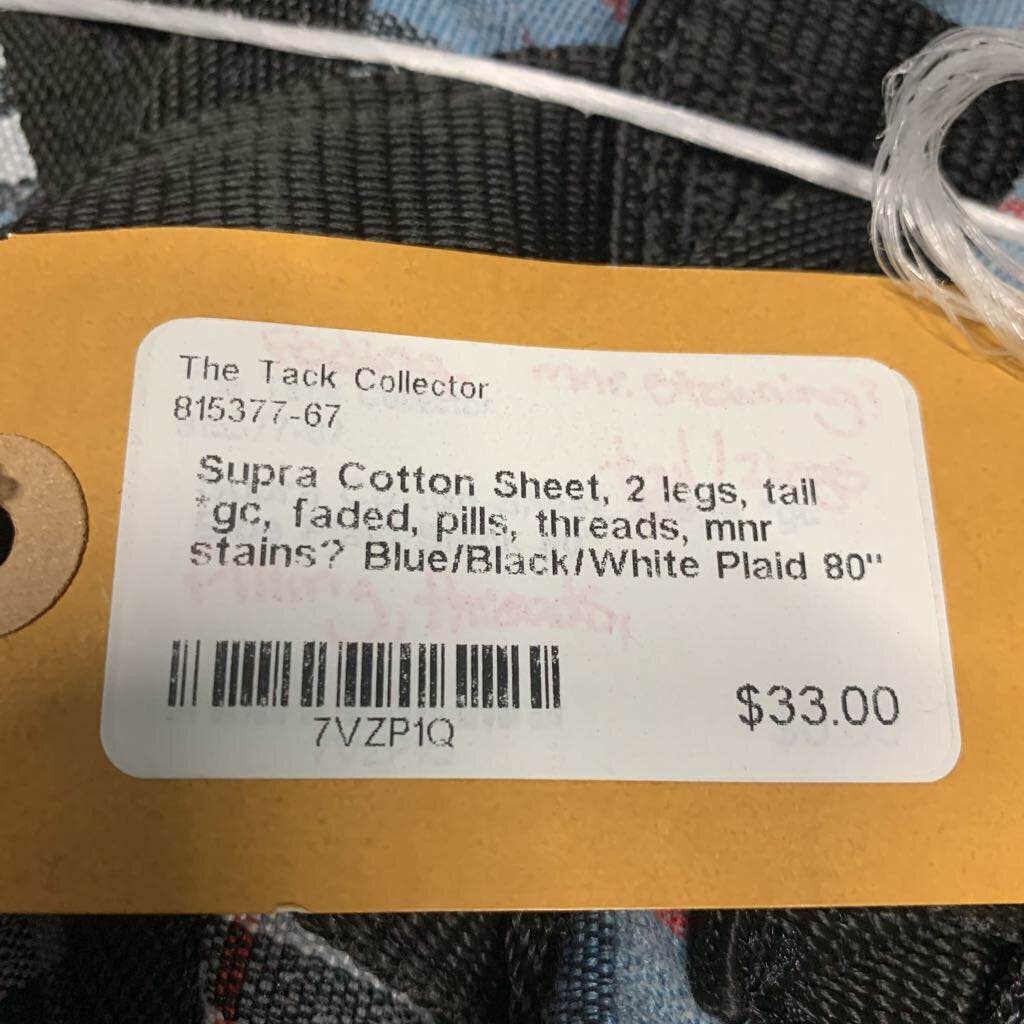 The Tack Collector
815377-67
Supra Cotton Sheet, 2 legs, tail
*gc, faded, pills, threads, mnr
stains? Blue/Black/White Plaid 80"
7VZP1Q
$33.00